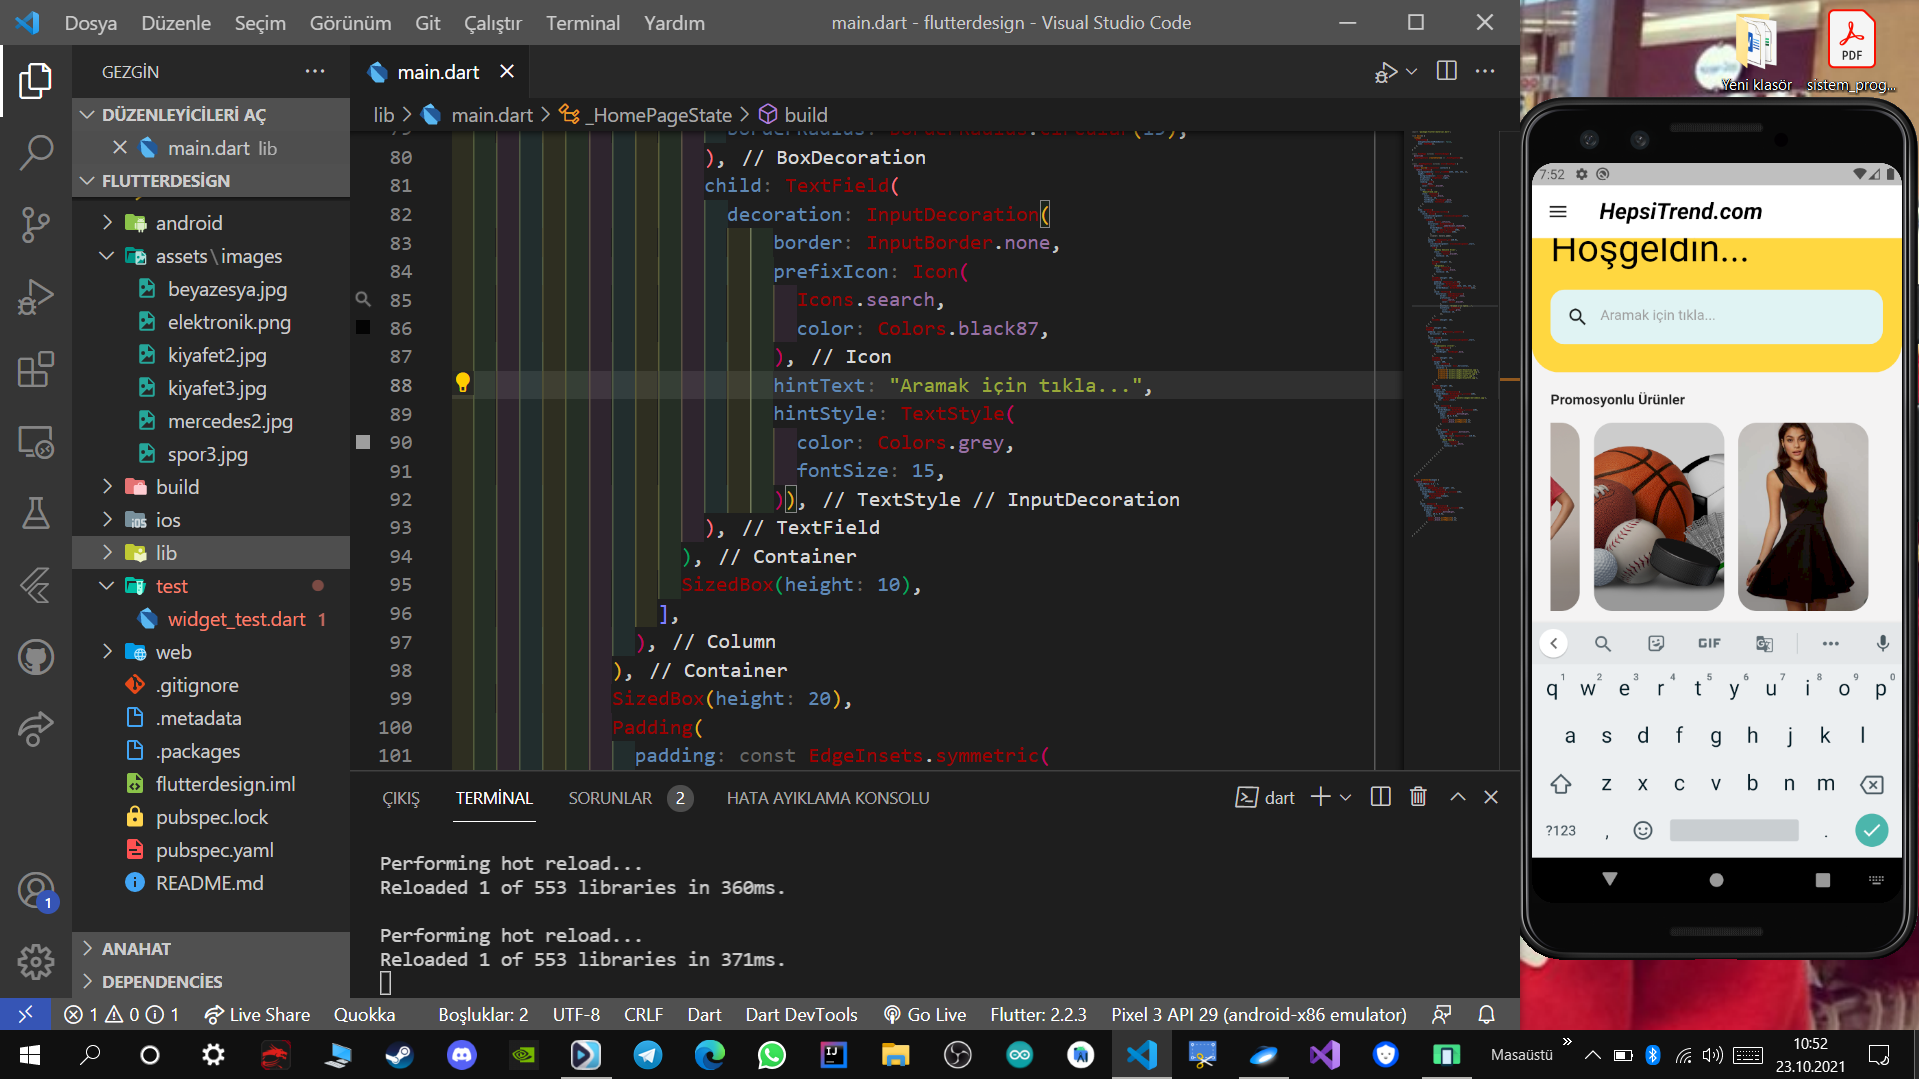 Dosya Düzenle Seçim Görünüm Git Çalıştır Terminal Yardım
main.dart - flutterdesign - Visual Studio Code
GEZGİN
DÜZENLEYİCİLERİ AÇ
main.dart lib
FLUTTERDESİGN
android
assets\images
beyazesya.jpg
elektronik.png
kiyafet2.jpg
kiyafet3.jpg
mercedes2.jpg
spor3.jpg
build
ios
lib
test
widget_test.dart 1
web
.gitignore
.metadata
.packages
flutterdesign.iml
pubspec.lock
pubspec.yaml
README.md
ANAHAT
DEPENDENCİES
main.dart
lib > main.dart > _HomePageState > build
80 ), // BoxDecoration
81 child: TextField(
82 decoration: InputDecoration(
83 border: InputBorder.none,
84 prefixIcon: Icon(
85 Icons.search,
86 color: Colors.black87,
87 ), // Icon
88 hintText: "Aramak için tıkla...",
89 hintStyle: TextStyle(
90 color: Colors.grey,
91 fontSize: 15,
92 )), // TextStyle // InputDecoration
93 ), // TextField
94 ), // Container
95 SizedBox(height: 10),
96 ],
97 ), // Column
98 ), // Container
99 SizedBox(height: 20),
100 Padding(
101 padding: const EdgeInsets.symmetric(
ÇIKIŞ TERMİNAL SORUNLAR 2 HATA AYIKLAMA KONSOLU
dart
Performing hot reload...
Reloaded 1 of 553 libraries in 360ms.
Performing hot reload...
Reloaded 1 of 553 libraries in 371ms.
1
1 0 1 Live Share Quokka Boşluklar: 2 UTF-8 CRLF Dart Dart DevTools Go Live Flutter: 2.2.3 Pixel 3 API 29 (android-x86 emulator)
Yeni klasör
PDF
sistem_prog...
7:52
HepsiTrend.com
Hoşgeldin...
Aramak için tıkla...
Promosyonlu Ürünler
GIF
q1 w2 e3 r4 t5 y6 u7 i8 o9 p0
a s d f g h j k l
z x c v b n m
?123 , .
Masaüstü
10:52
23.10.2021